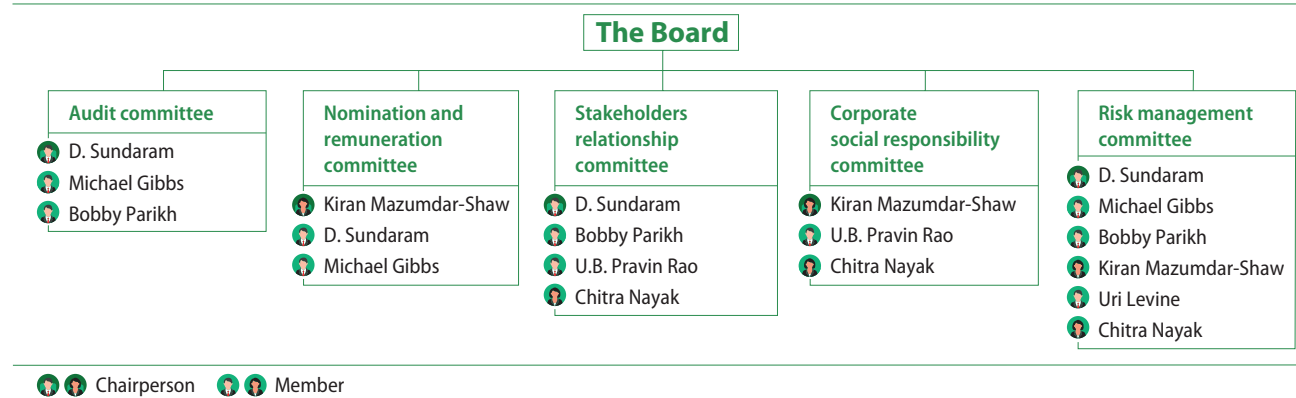 The Board
Audit committee
D. Sundaram
Michael Gibbs
Bobby Parikh
Nomination and
remuneration
committee
Kiran Mazumdar-Shaw
D. Sundaram
Michael Gibbs
Stakeholders
relationship
committee
D. Sundaram
Bobby Parikh
U.B. Pravin Rao
Chitra Nayak
Corporate
social responsibility
committee
Kiran Mazumdar-Shaw
U.B. Pravin Rao
Chitra Nayak
Risk management
committee
D. Sundaram
Michael Gibbs
Bobby Parikh
Kiran Mazumdar-Shaw
Uri Levine
Chitra Nayak
Chairperson Member